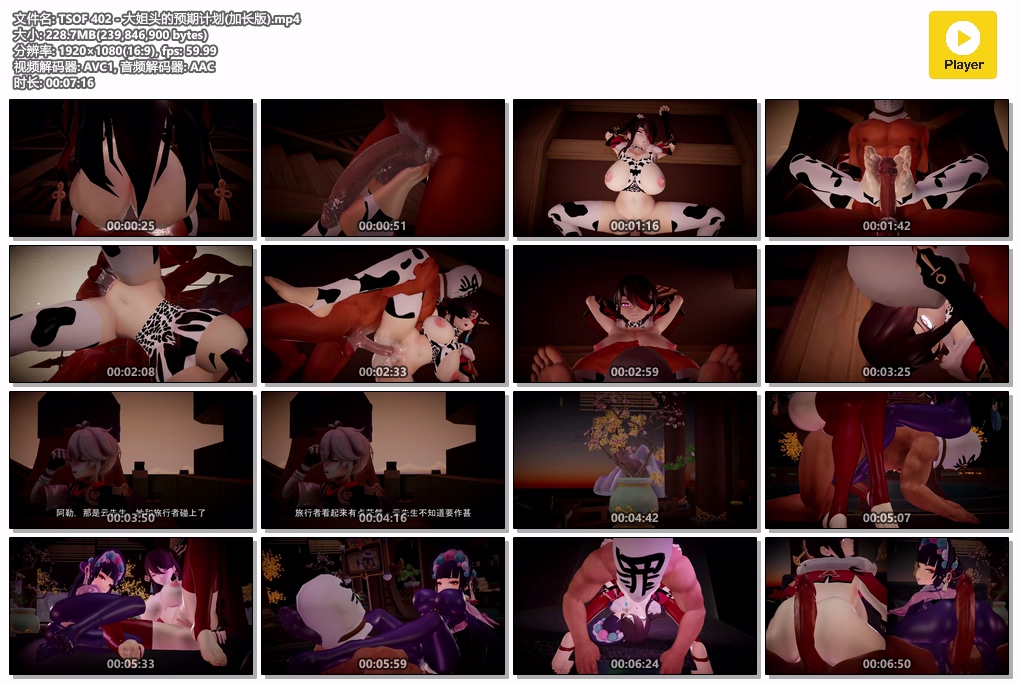 文件名: TSOF 402 - 大姐头的预期计划(加长版).mp4
大小: 228.7MB(239,846,900 bytes)
分辨率: 1920×1080(16:9), fps: 59.99
视频解码器: AVC1, 音频解码器: AAC
时长: 00:07:16
Player
00:00:25
00:00:51
00:01:16
00:01:42
00:02:08
00:02:33
00:02:59
00:03:25
阿勒，那是云先生
和旅行者碰上了
00:03:50
旅行者看起來有点
云先生不知道要作甚
00:04:16
00:04:42
00:05:07
00:05:33
00:05:59
罪
00:06:24
00:06:50